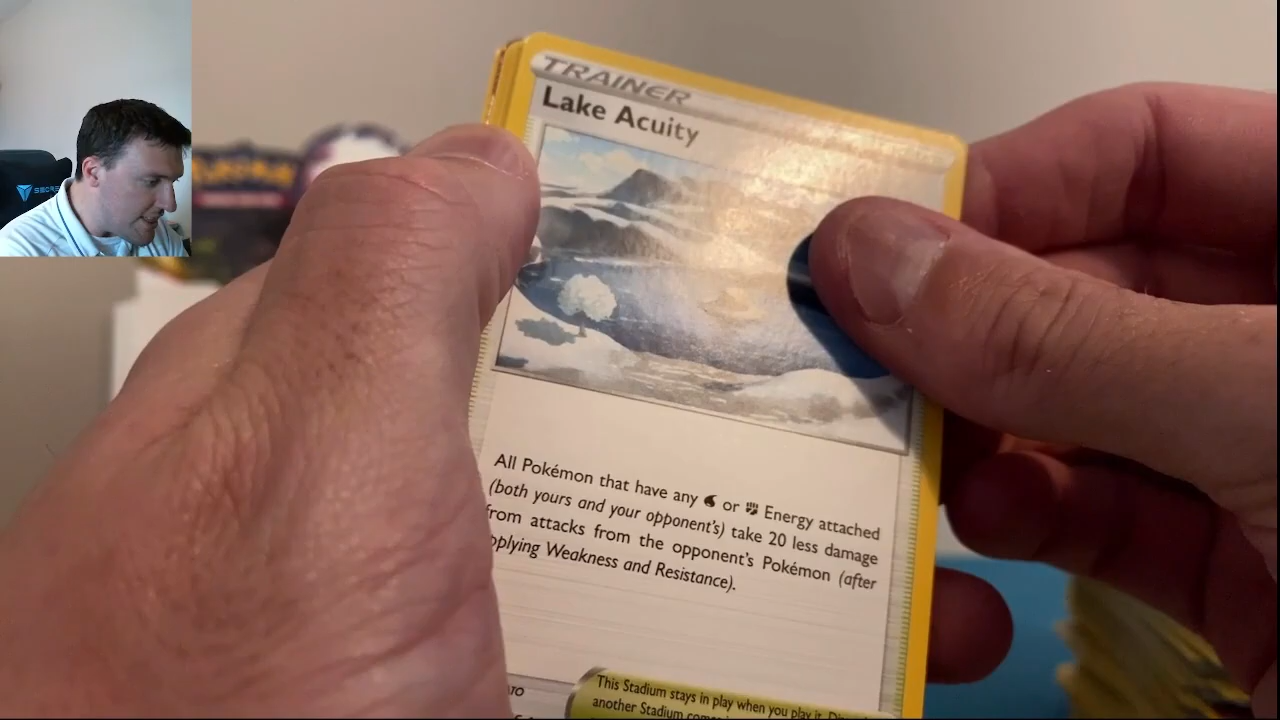 TRAINER
Lake Acuity
All Pokémon that have any or Energy attached
(both yours and your opponent's) take 20 less damage
from attacks from the opponent's Pokémon (after
applying Weakness and Resistance).
This Stadium stays in play when you play it.
another Stadium